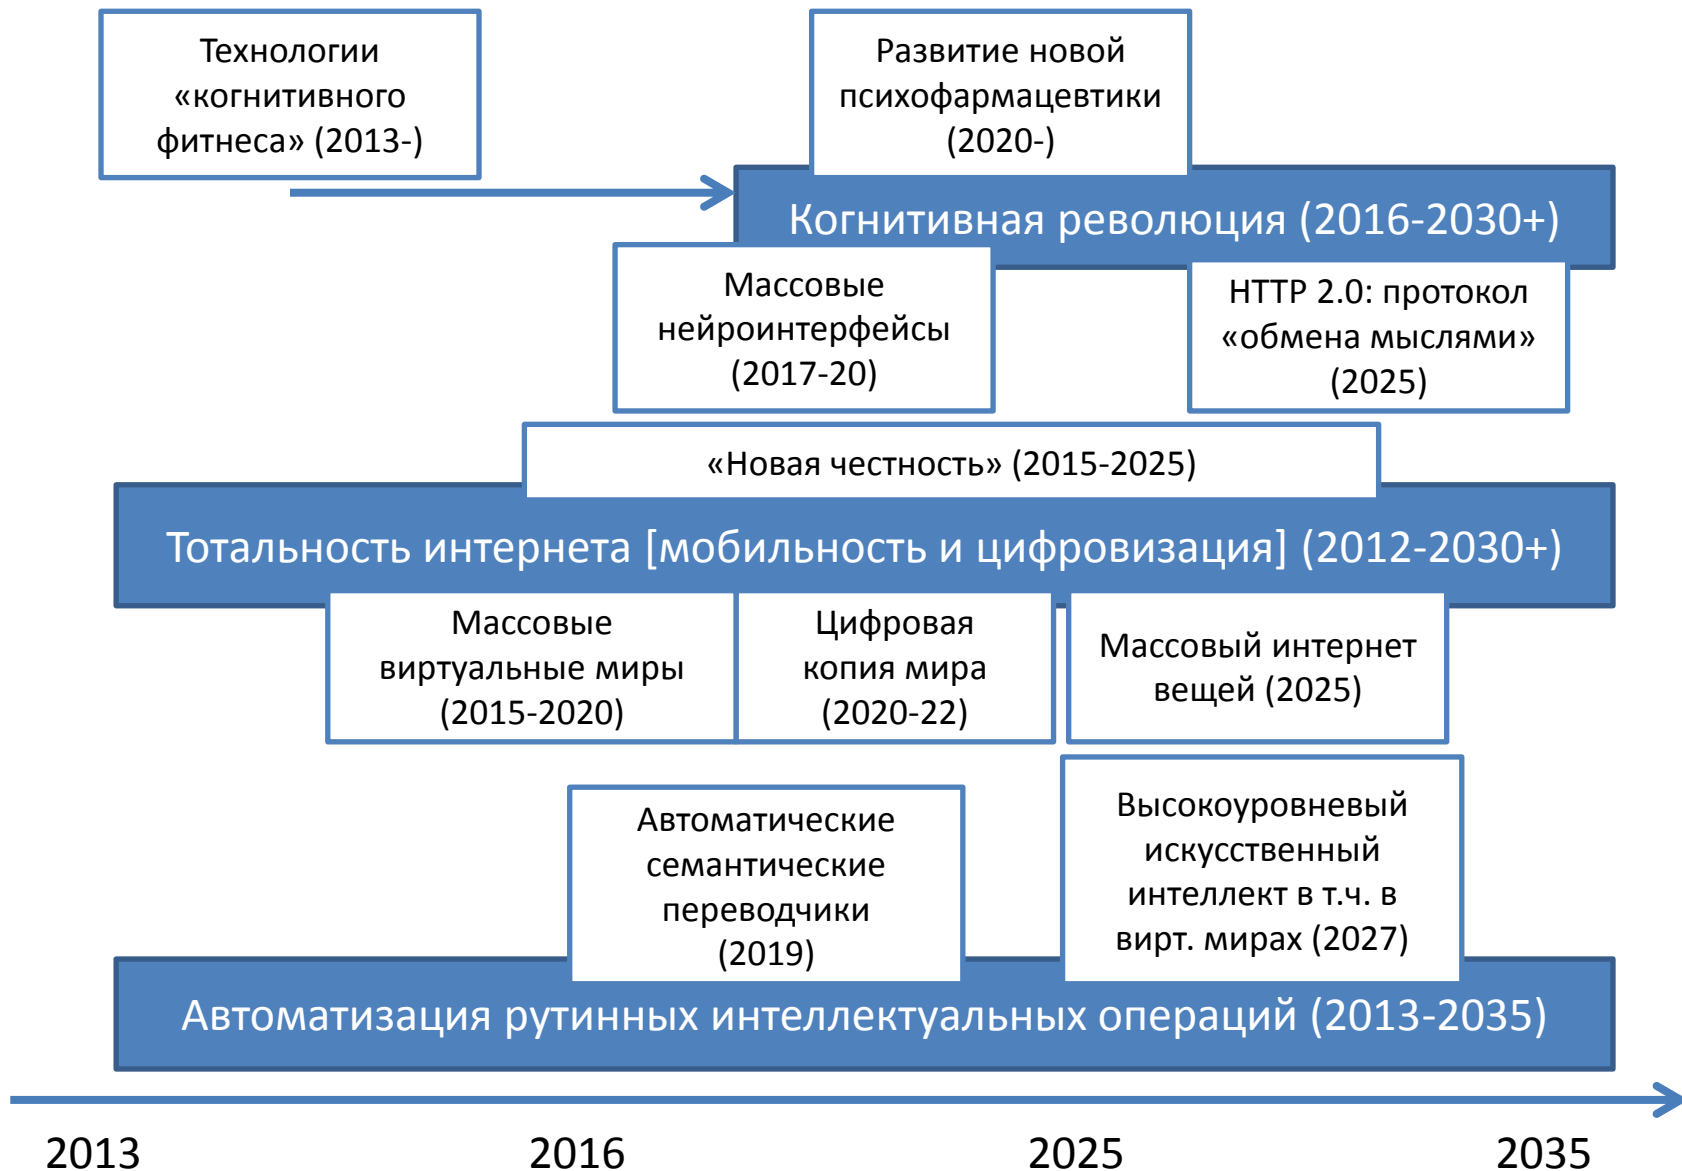 Технологии
«когнитивного
фитнеса» (2013-)
Развитие новой
психофармацевтики
(2020-)
Когнитивная революция (2016-2030+)
Массовые
нейроинтерфейсы
(2017-20)
HTTP 2.0: протокол
«обмена мыслями»
(2025)
«Новая честность» (2015-2025)
Тотальность интернета [мобильность и цифровизация] (2012-2030+)
Массовые
виртуальные миры
(2015-2020)
Цифровая
копия мира
(2020-22)
Массовый интернет
вещей (2025)
Автоматические
семантические
переводчики
(2019)
Высокоуровневый
искусственный
интеллект в т.ч. в
вирт. мирах (2027)
Автоматизация рутинных интеллектуальных операций (2013-2035)
2013 2016 2025 2035